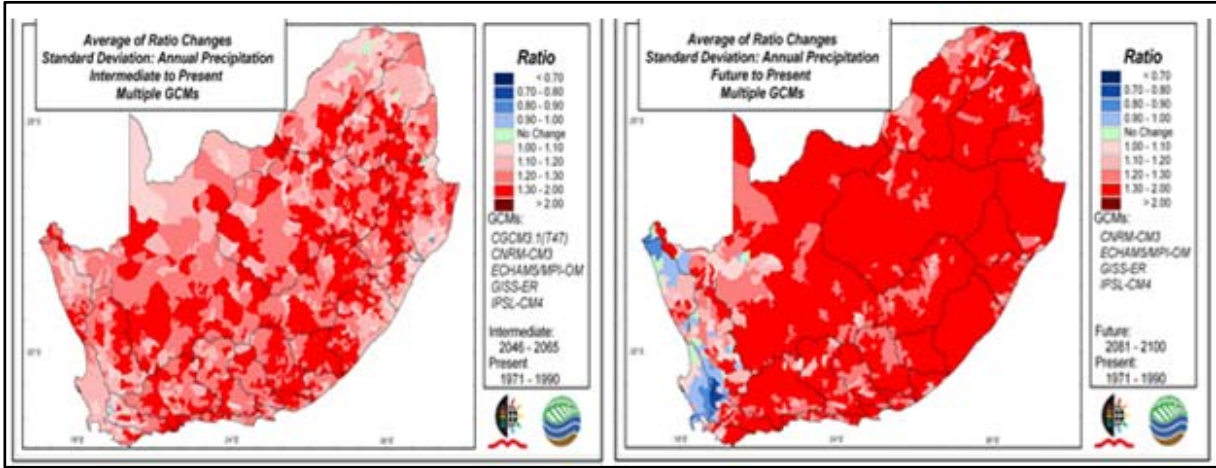 Average of Ratio Changes
Standard Deviation: Annual Precipitation
Intermediate to Present
Multiple GCMs
Ratio
< 0.70
0.70 - 0.80
0.80 - 0.90
0.90 - 1.00
No Change
1.00 - 1.10
1.10 - 1.20
1.20 - 1.30
1.30 - 2.00
> 2.00
GCMs:
CGCM3.1(T47)
CNRM-CM3
ECHAM5/MPI-OM
GISS-ER
IPSL-CM4
Intermediate:
2046 - 2065
Present
1971 - 1990
Average of Ratio Changes
Standard Deviation: Annual Precipitation
Future to Present
Multiple GCMs
Ratio
< 0.70
0.70 - 0.80
0.80 - 0.90
0.90 - 1.00
No Change
1.00 - 1.10
1.10 - 1.20
1.20 - 1.30
1.30 - 2.00
> 2.00
GCMs:
CNRM-CM3
ECHAM5/MPI-OM
GISS-ER
IPSL-CM4
Future:
2081 - 2100
Present:
1971 - 1990